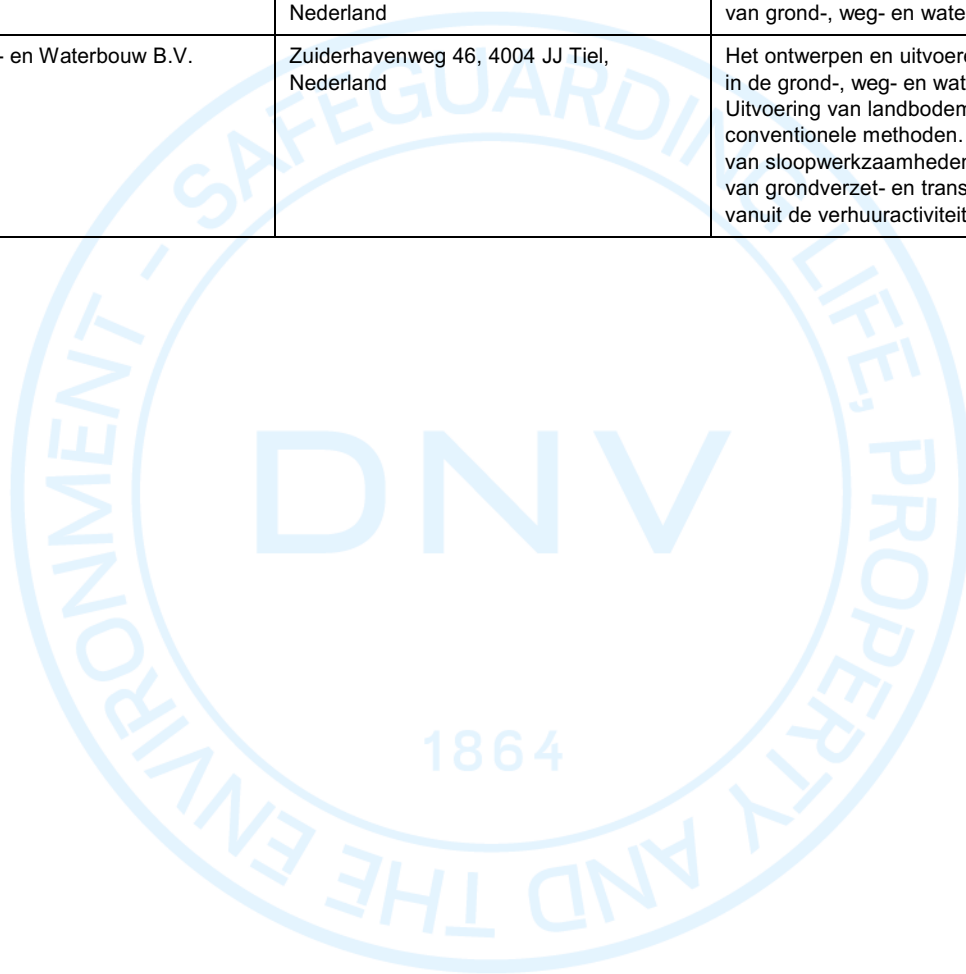 Nederland
van grond-, weg- en wate
- en Waterbouw B.V.
Zuiderhavenweg 46, 4004 JJ Tiel,
Nederland
Het ontwerpen en uitvoere
in de grond-, weg- en wat
Uitvoering van landboden
conventionele methoden.
van sloopwerkzaamheden
van grondverzet- en trans
vanuit de verhuuractiviteit
SAFEGUARDING LIFE, PROPERTY AND THE ENVIRONMENT -
DNV
1864